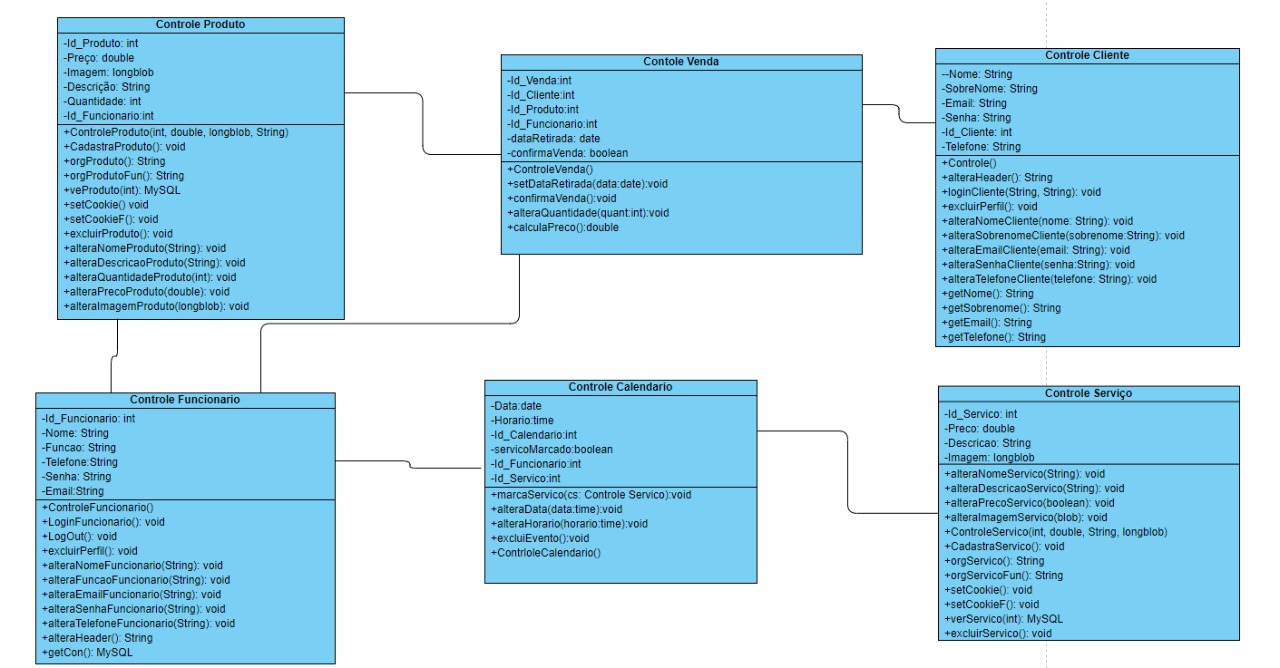 Controle Produto
-Id_Produto: int
-Preço: double
-Imagem: longblob
-Descrição: String
-Quantidade: int
-Id_Funcionario:int
+ControleProduto(int, double, longblob, String)
+CadastraProduto(): void
+orgProduto(): String
+orgProdutoFun(): String
+veProduto(int): MySQL
+setCookie() void
+setCookieF(): void
+excluirProduto(): void
+alteraNomeProduto(String): void
+alteraDescricaoProduto(String): void
+alteraQuantidadeProduto(int): void
+alteraPrecoProduto(double): void
+alteraImagemProduto(longblob): void
Contole Venda
-Id_Venda:int
-Id_Cliente:int
-Id_Produto:int
-Id_Funcionario:int
-dataRetirada: date
-confirmaVenda: boolean
+ControleVenda()
+setDataRetirada(data:date):void
+confirmaVenda():void
+alteraQuantidade(quant:int):void
+calculaPreco():double
Controle Cliente
--Nome: String
-SobreNome: String
-Email: String
-Senha: String
-Id_Cliente: int
-Telefone: String
+Controle()
+alteraHeader(): String
+loginCliente(String, String): void
+excluirPerfil(): void
+alteraNomeCliente(nome: String): void
+alteraSobrenomeCliente(sobrenome:String): void
+alteraEmailCliente(email: String): void
+alteraSenhaCliente(senha:String): void
+alteraTelefoneCliente(telefone: String): void
+getNome(): String
+getSobrenome(): String
+getEmail(): String
+getTelefone(): String
Controle Funcionario
-Id_Funcionario: int
-Nome: String
-Funcao: String
-Telefone:String
-Senha: String
-Email:String
+ControleFuncionario()
+LoginFuncionario(): void
+LogOut(): void
+excluirPerfil(): void
+alteraNomeFuncionario(String): void
+alteraFuncaoFuncionario(String): void
+alteraEmailFuncionario(String): void
+alteraSenhaFuncionario(String): void
+alteraTelefoneFuncionario(String): void
+alteraHeader(): String
+getCon(): MySQL
Controle Calendario
-Data:date
-Horario:time
-Id_Calendario:int
-servicoMarcado:boolean
-Id_Funcionario:int
-Id_Servico:int
+marcaServico(cs: Controle Servico):void
+alteraData(data:time):void
+alteraHorario(horario:time):void
+excluiEvento():void
+ContrloleCalendario()
Controle Serviço
-Id_Servico: int
-Preco: double
-Descricao: String
-Imagem: longblob
+alteraNomeServico(String): void
+alteraDescricaoServico(String): void
+alteraPrecoServico(boolean): void
+alteraImagemServico(blob): void
+ControleServico(int, double, String, longblob)
+CadastraServico(): void
+orgServico(): String
+orgServicoFun(): String
+setCookie(): void
+setCookieF(): void
+verServico(int): MySQL
+excluirServico(): void